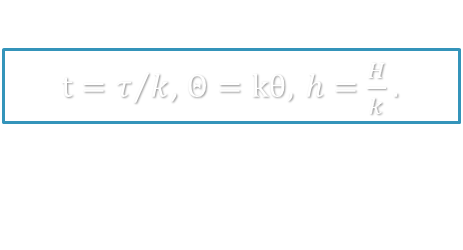 t = τ/k, Θ = kθ, h = H/k.